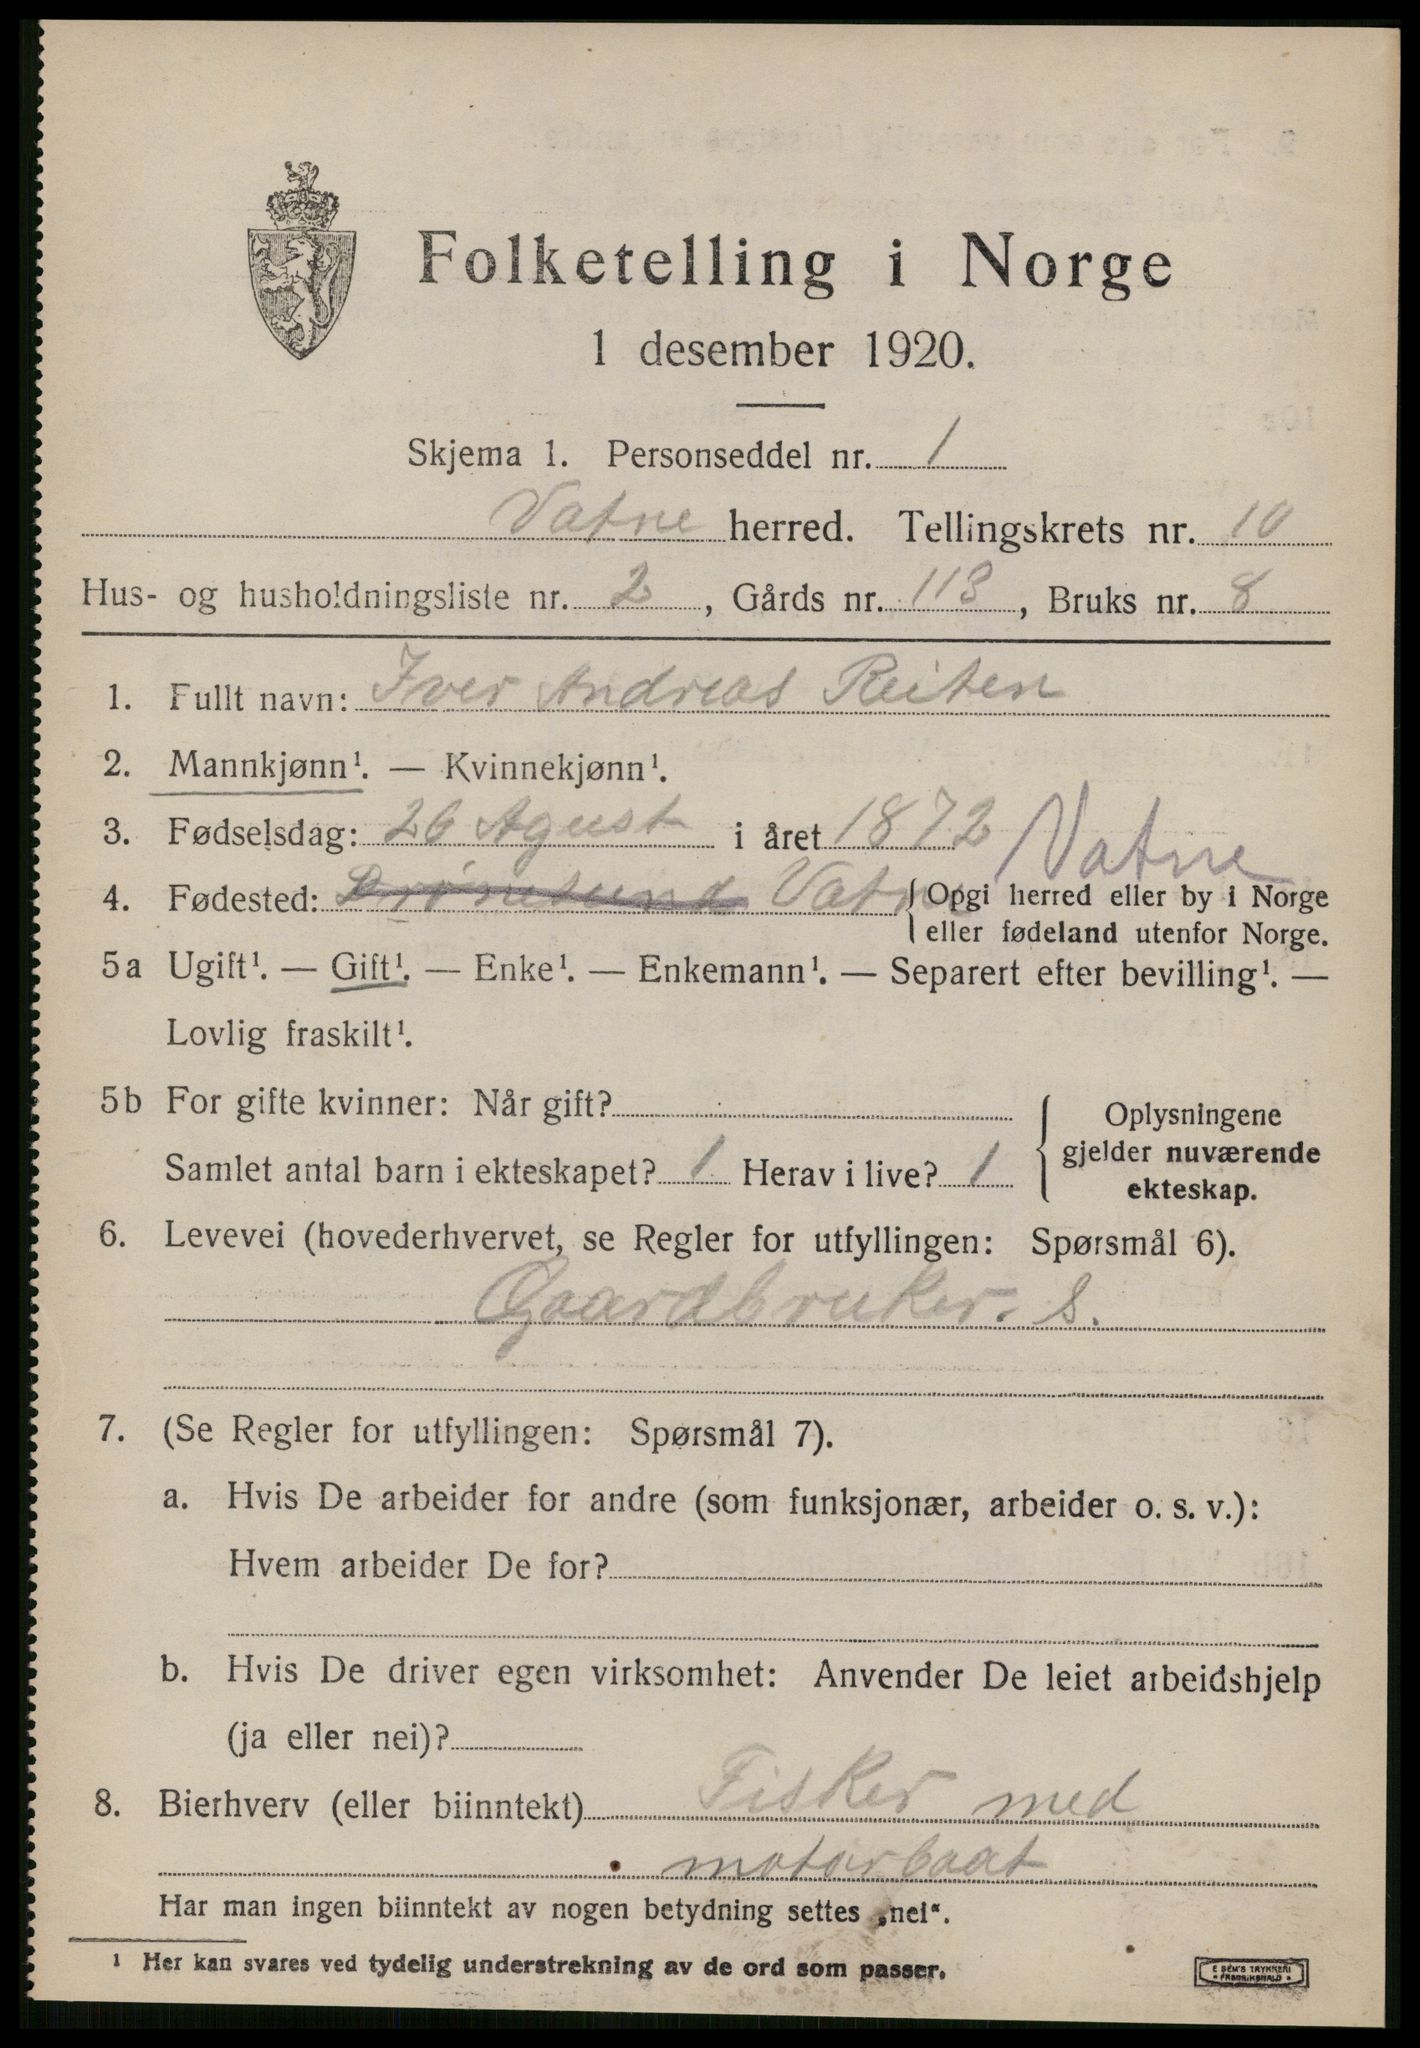 Folketelling i Norge
1 desember 1920.
Skjema 1. Personseddel nr. 1
Vatne herred. Tellingskrets nr. 10
Hus- og husholdningsliste nr. 2, Gårds nr. 113, Bruks nr. 8
1. Fullt navn: Iver Andreas Reiten
2. Mannkjønn¹. — Kvinnekjønn¹.
3. Fødselsdag: 26 Agust i året 1872 Vatne
4. Fødested: Vatne Opgi herred eller by i Norge
eller fødeland utenfor Norge.
5a Ugift¹. — Gift¹. — Enke¹. — Enkemann¹. — Separert efter bevilling¹. —
Lovlig fraskilt¹.
5b For gifte kvinner: Når gift?
Samlet antal barn i ekteskapet? 1 Herav i live? 1
Oplysningene
gjelder nuværende
ekteskap.
6. Levevei (hovederhvervet, se Regler for utfyllingen: Spørsmål 6).
Gaardbruker. S.
7. (Se Regler for utfyllingen: Spørsmål 7).
a. Hvis De arbeider for andre (som funksjonær, arbeider o. s. v.):
Hvem arbeider De for?
b. Hvis De driver egen virksomhet: Anvender De leiet arbeidshjelp
(ja eller nei)?
8. Bierhverv (eller biinntekt) Fisker med
motorbaat
Har man ingen biinntekt av nogen betydning settes „nei“.
¹ Her kan svares ved tydelig understrekning av de ord som passer.
E SEM'S TRYKKERI
FREDRIKSHALD